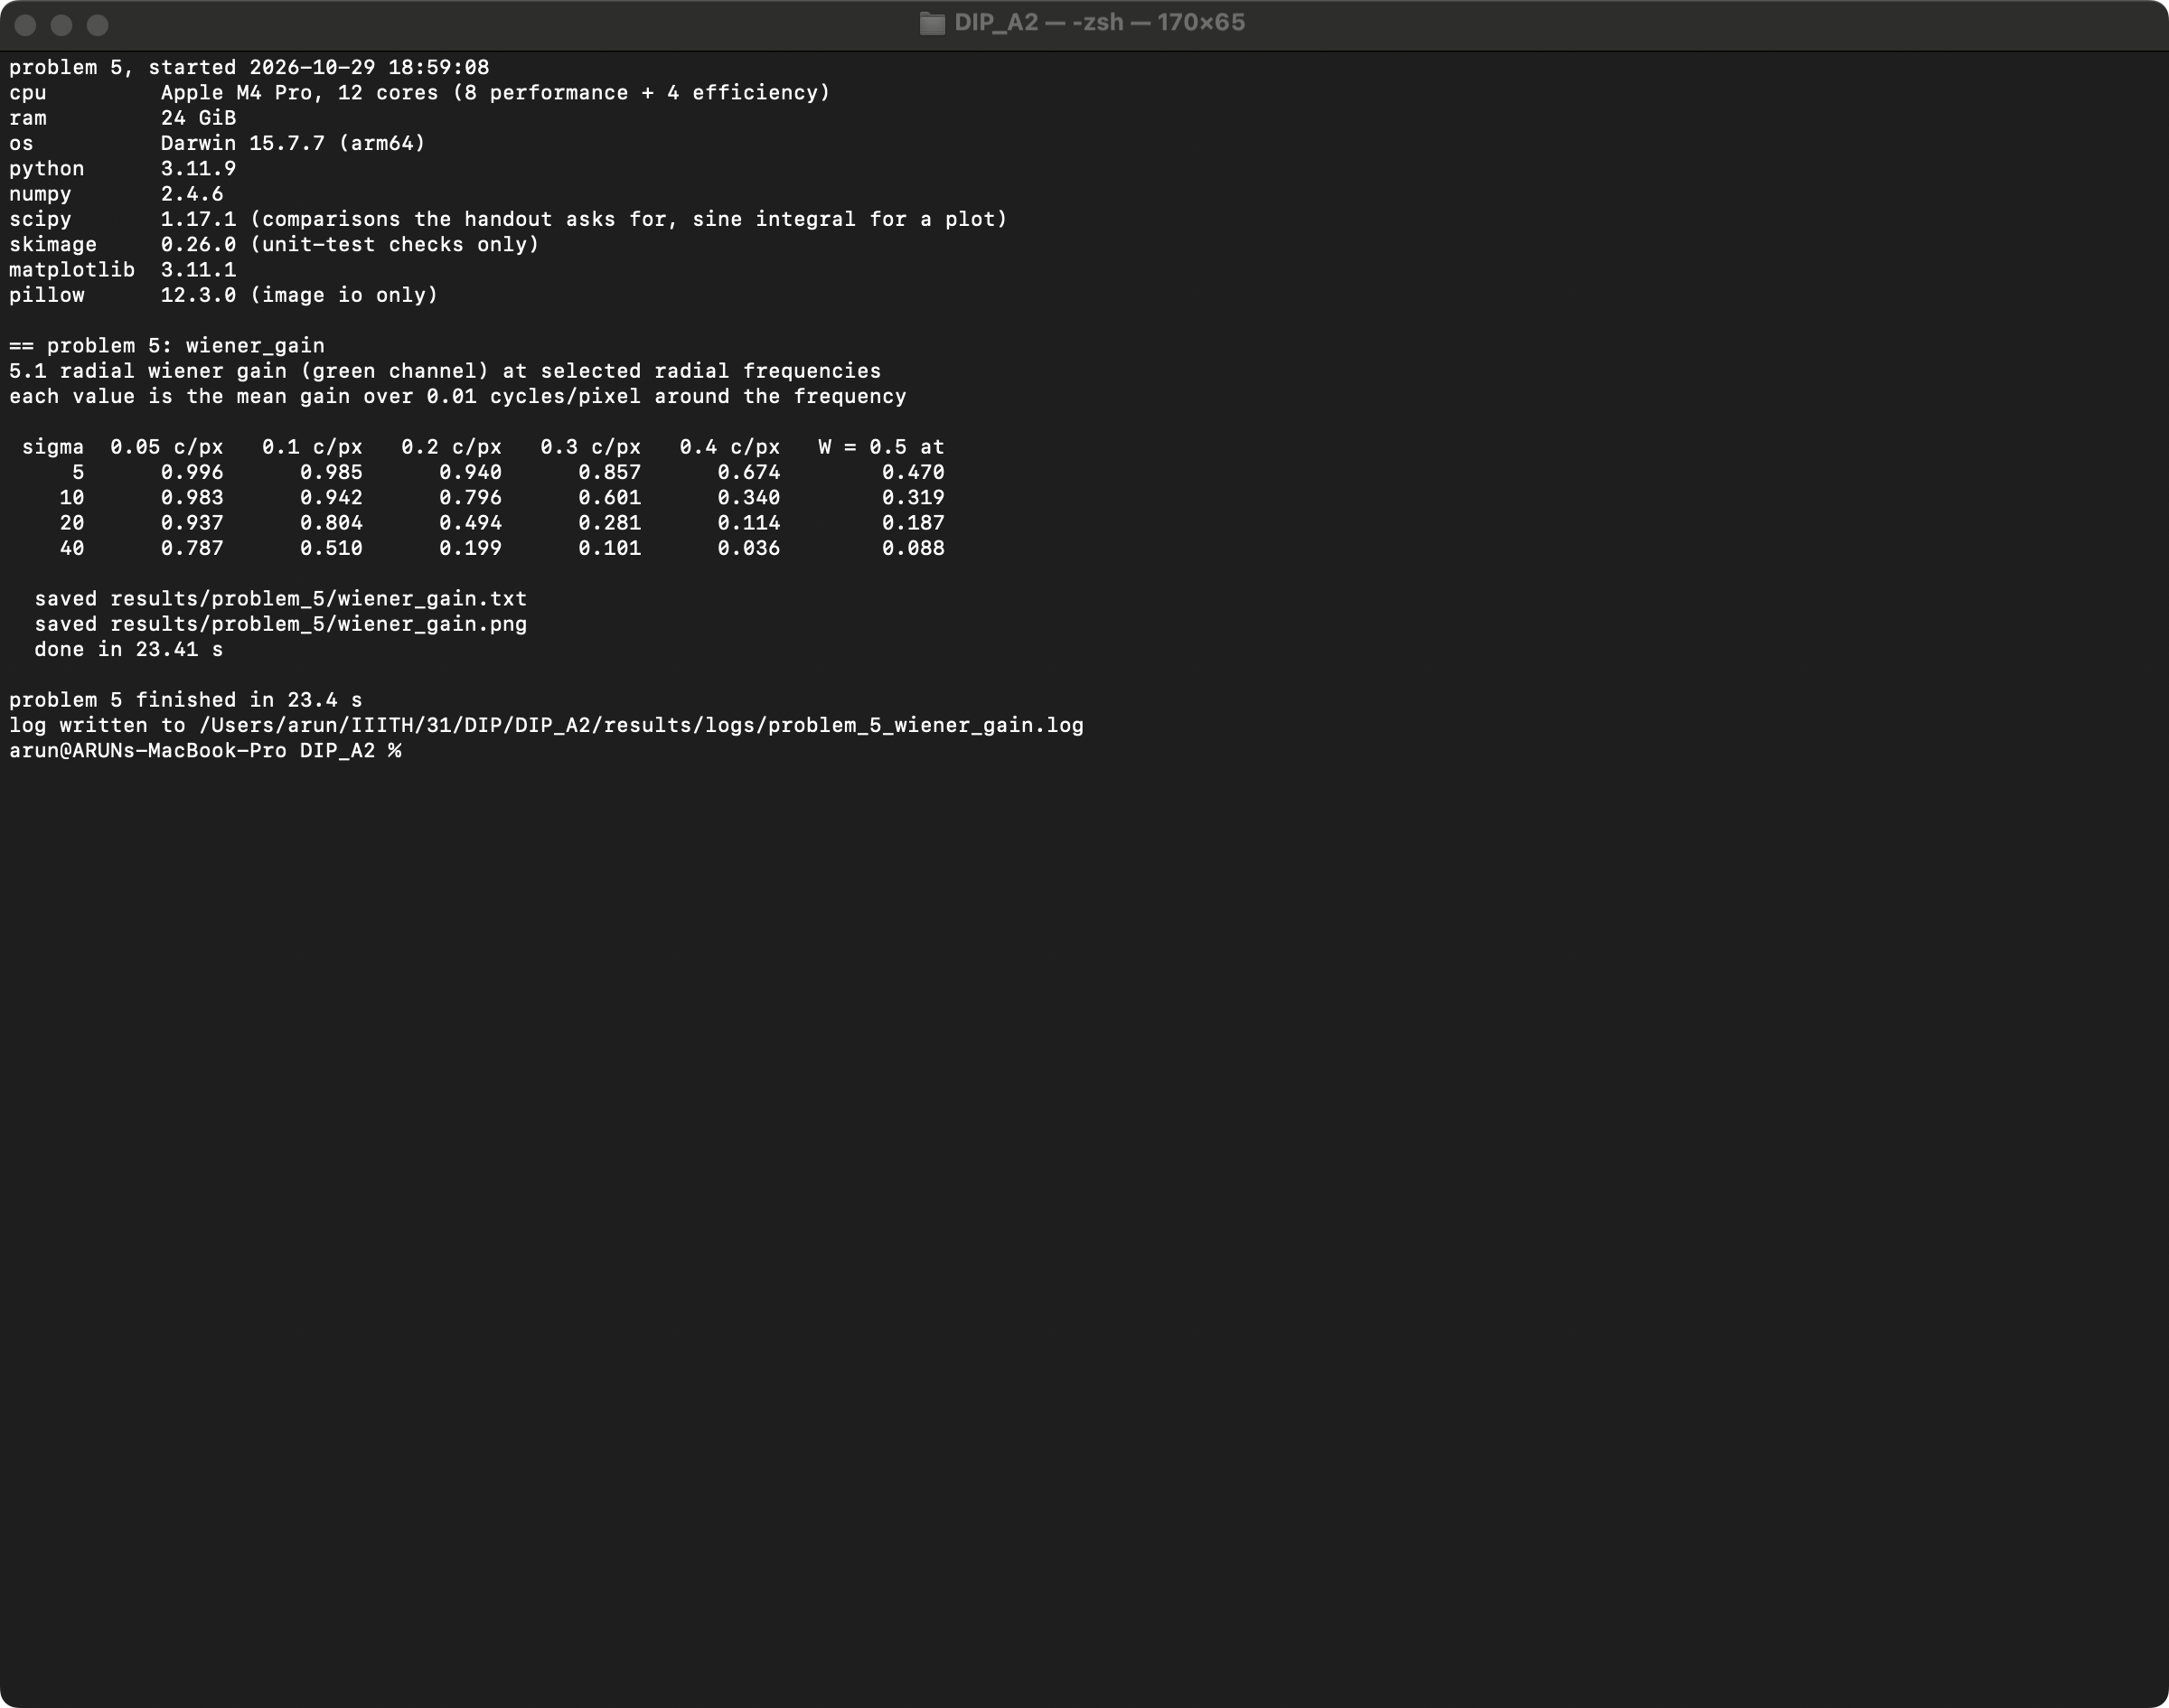 DIP_A2 — -zsh — 170×65
problem 5, started 2026-10-29 18:59:08
cpu         Apple M4 Pro, 12 cores (8 performance + 4 efficiency)
ram         24 GiB
os          Darwin 15.7.7 (arm64)
python      3.11.9
numpy       2.4.6
scipy       1.17.1 (comparisons the handout asks for, sine integral for a plot)
skimage     0.26.0 (unit-test checks only)
matplotlib  3.11.1
pillow      12.3.0 (image io only)
== problem 5: wiener_gain
5.1 radial wiener gain (green channel) at selected radial frequencies
each value is the mean gain over 0.01 cycles/pixel around the frequency
 sigma  0.05 c/px   0.1 c/px   0.2 c/px   0.3 c/px   0.4 c/px   W = 0.5 at
     5      0.996      0.985      0.940      0.857      0.674        0.470
    10      0.983      0.942      0.796      0.601      0.340        0.319
    20      0.937      0.804      0.494      0.281      0.114        0.187
    40      0.787      0.510      0.199      0.101      0.036        0.088
  saved results/problem_5/wiener_gain.txt
  saved results/problem_5/wiener_gain.png
  done in 23.41 s
problem 5 finished in 23.4 s
log written to /Users/arun/IIITH/31/DIP/DIP_A2/results/logs/problem_5_wiener_gain.log
arun@ARUNs-MacBook-Pro DIP_A2 %